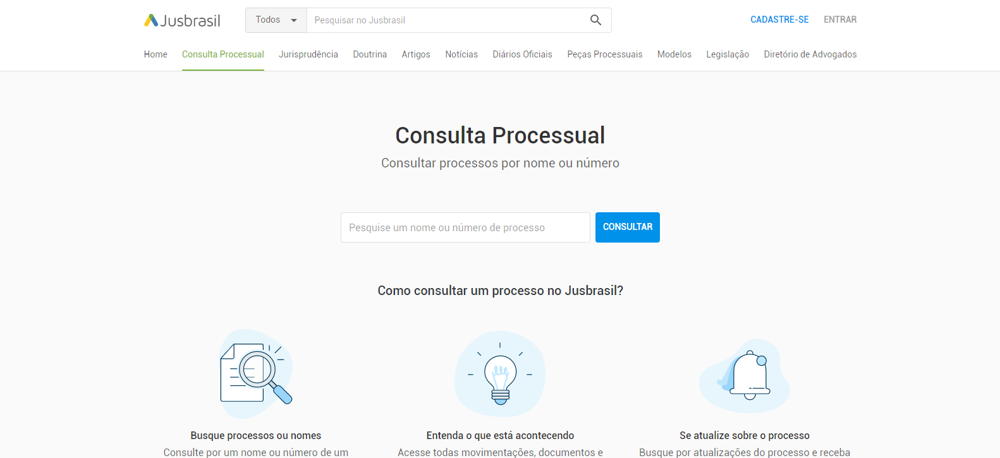 Jusbrasil Todos Pesquisar no Jusbrasil CADASTRE-SE ENTRAR
Home Consulta Processual Jurisprudência Doutrina Artigos Notícias Diários Oficiais Peças Processuais Modelos Legislação Diretório de Advogados
Consulta Processual
Consultar processos por nome ou número
Pesquise um nome ou número de processo CONSULTAR
Como consultar um processo no Jusbrasil?
Busque processos ou nomes Entenda o que está acontecendo Se atualize sobre o processo
Consulte por um nome ou número de um Acesse todas movimentações, documentos e Busque por atualizações do processo e receba